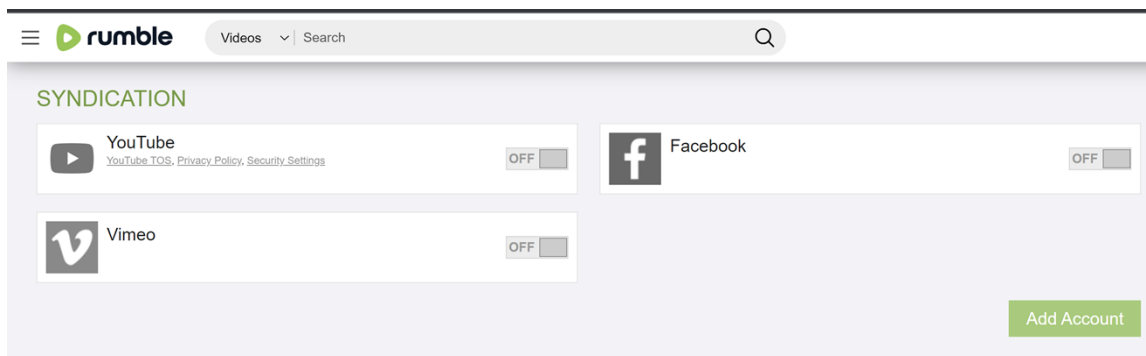 rumble
Videos
Search
SYNDICATION
YouTube
YouTube TOS, Privacy Policy, Security Settings
OFF
Facebook
OFF
Vimeo
OFF
Add Account